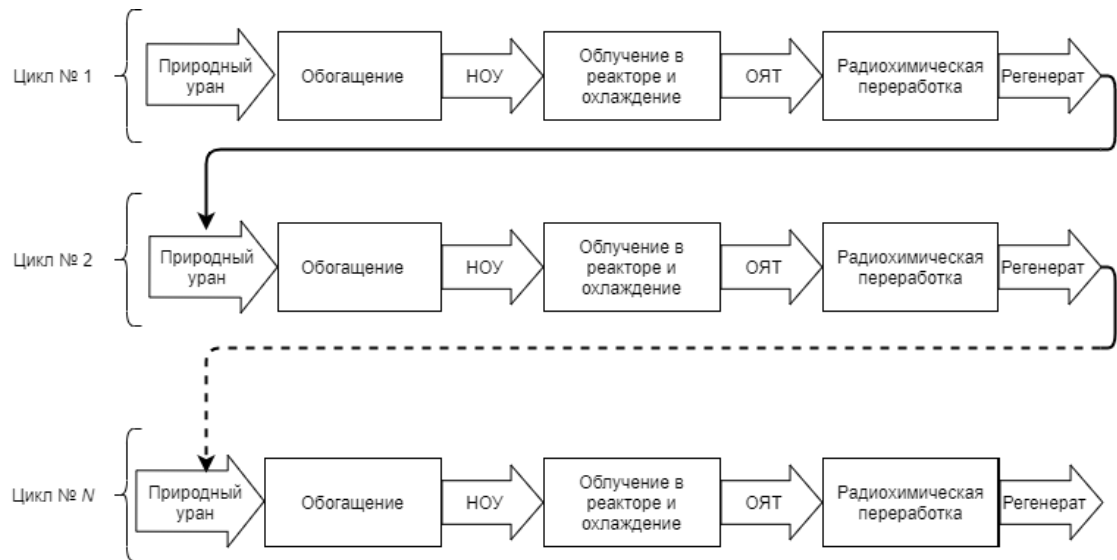 Цикл № 1
Природный
уран
Обогащение
НОУ
Облучение в
реакторе и
охлаждение
ОЯТ
Радиохимическая
переработка
Регенерат
Цикл № 2
Природный
уран
Обогащение
НОУ
Облучение в
реакторе и
охлаждение
ОЯТ
Радиохимическая
переработка
Регенерат
Цикл № N
Природный
уран
Обогащение
НОУ
Облучение в
реакторе и
охлаждение
ОЯТ
Радиохимическая
переработка
Регенерат